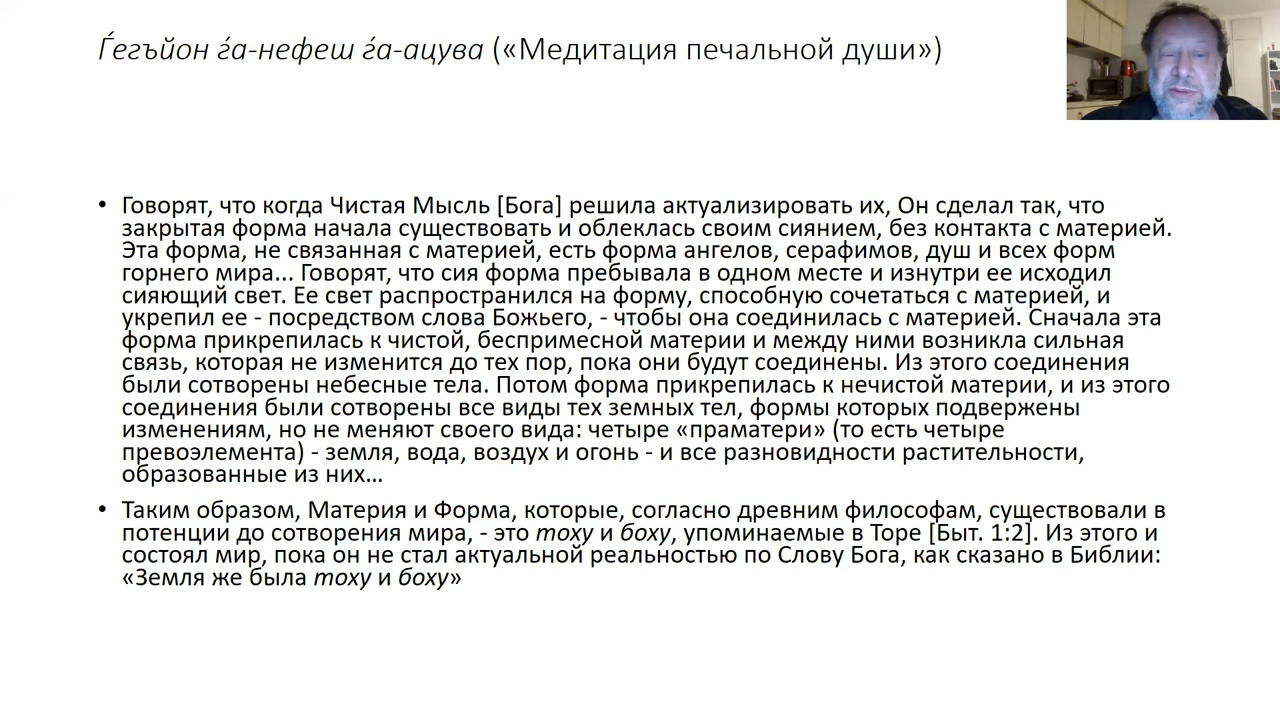 Ѓегъйон ѓа-нефеш ѓа-ацува («Медитация печальной души»)
• Говорят, что когда Чистая Мысль [Бога] решила актуализировать их, Он сделал так, что
закрытая форма начала существовать и облеклась своим сиянием, без контакта с материей.
Эта форма, не связанная с материей, есть форма ангелов, серафимов, душ и всех форм
горнего мира... Говорят, что сия форма пребывала в одном месте и изнутри ее исходил
сияющий свет. Ее свет распространился на форму, способную сочетаться с материей, и
укрепил ее - посредством слова Божьего, - чтобы она соединилась с материей. Сначала эта
форма прикрепилась к чистой, беспримесной материи и между ними возникла сильная
связь, которая не изменится до тех пор, пока они будут соединены. Из этого соединения
были сотворены небесные тела. Потом форма прикрепилась к нечистой материи, и из этого
соединения были сотворены все виды тех земных тел, формы которых подвержены
изменениям, но не меняют своего вида: четыре «праматери» (то есть четыре
превоэлемента) - земля, вода, воздух и огонь - и все разновидности растительности,
образованные из них…
• Таким образом, Материя и Форма, которые, согласно древним философам, существовали в
потенции до сотворения мира, - это тоху и боху, упоминаемые в Торе [Быт. 1:2]. Из этого и
состоял мир, пока он не стал актуальной реальностью по Слову Бога, как сказано в Библии:
«Земля же была тоху и боху»